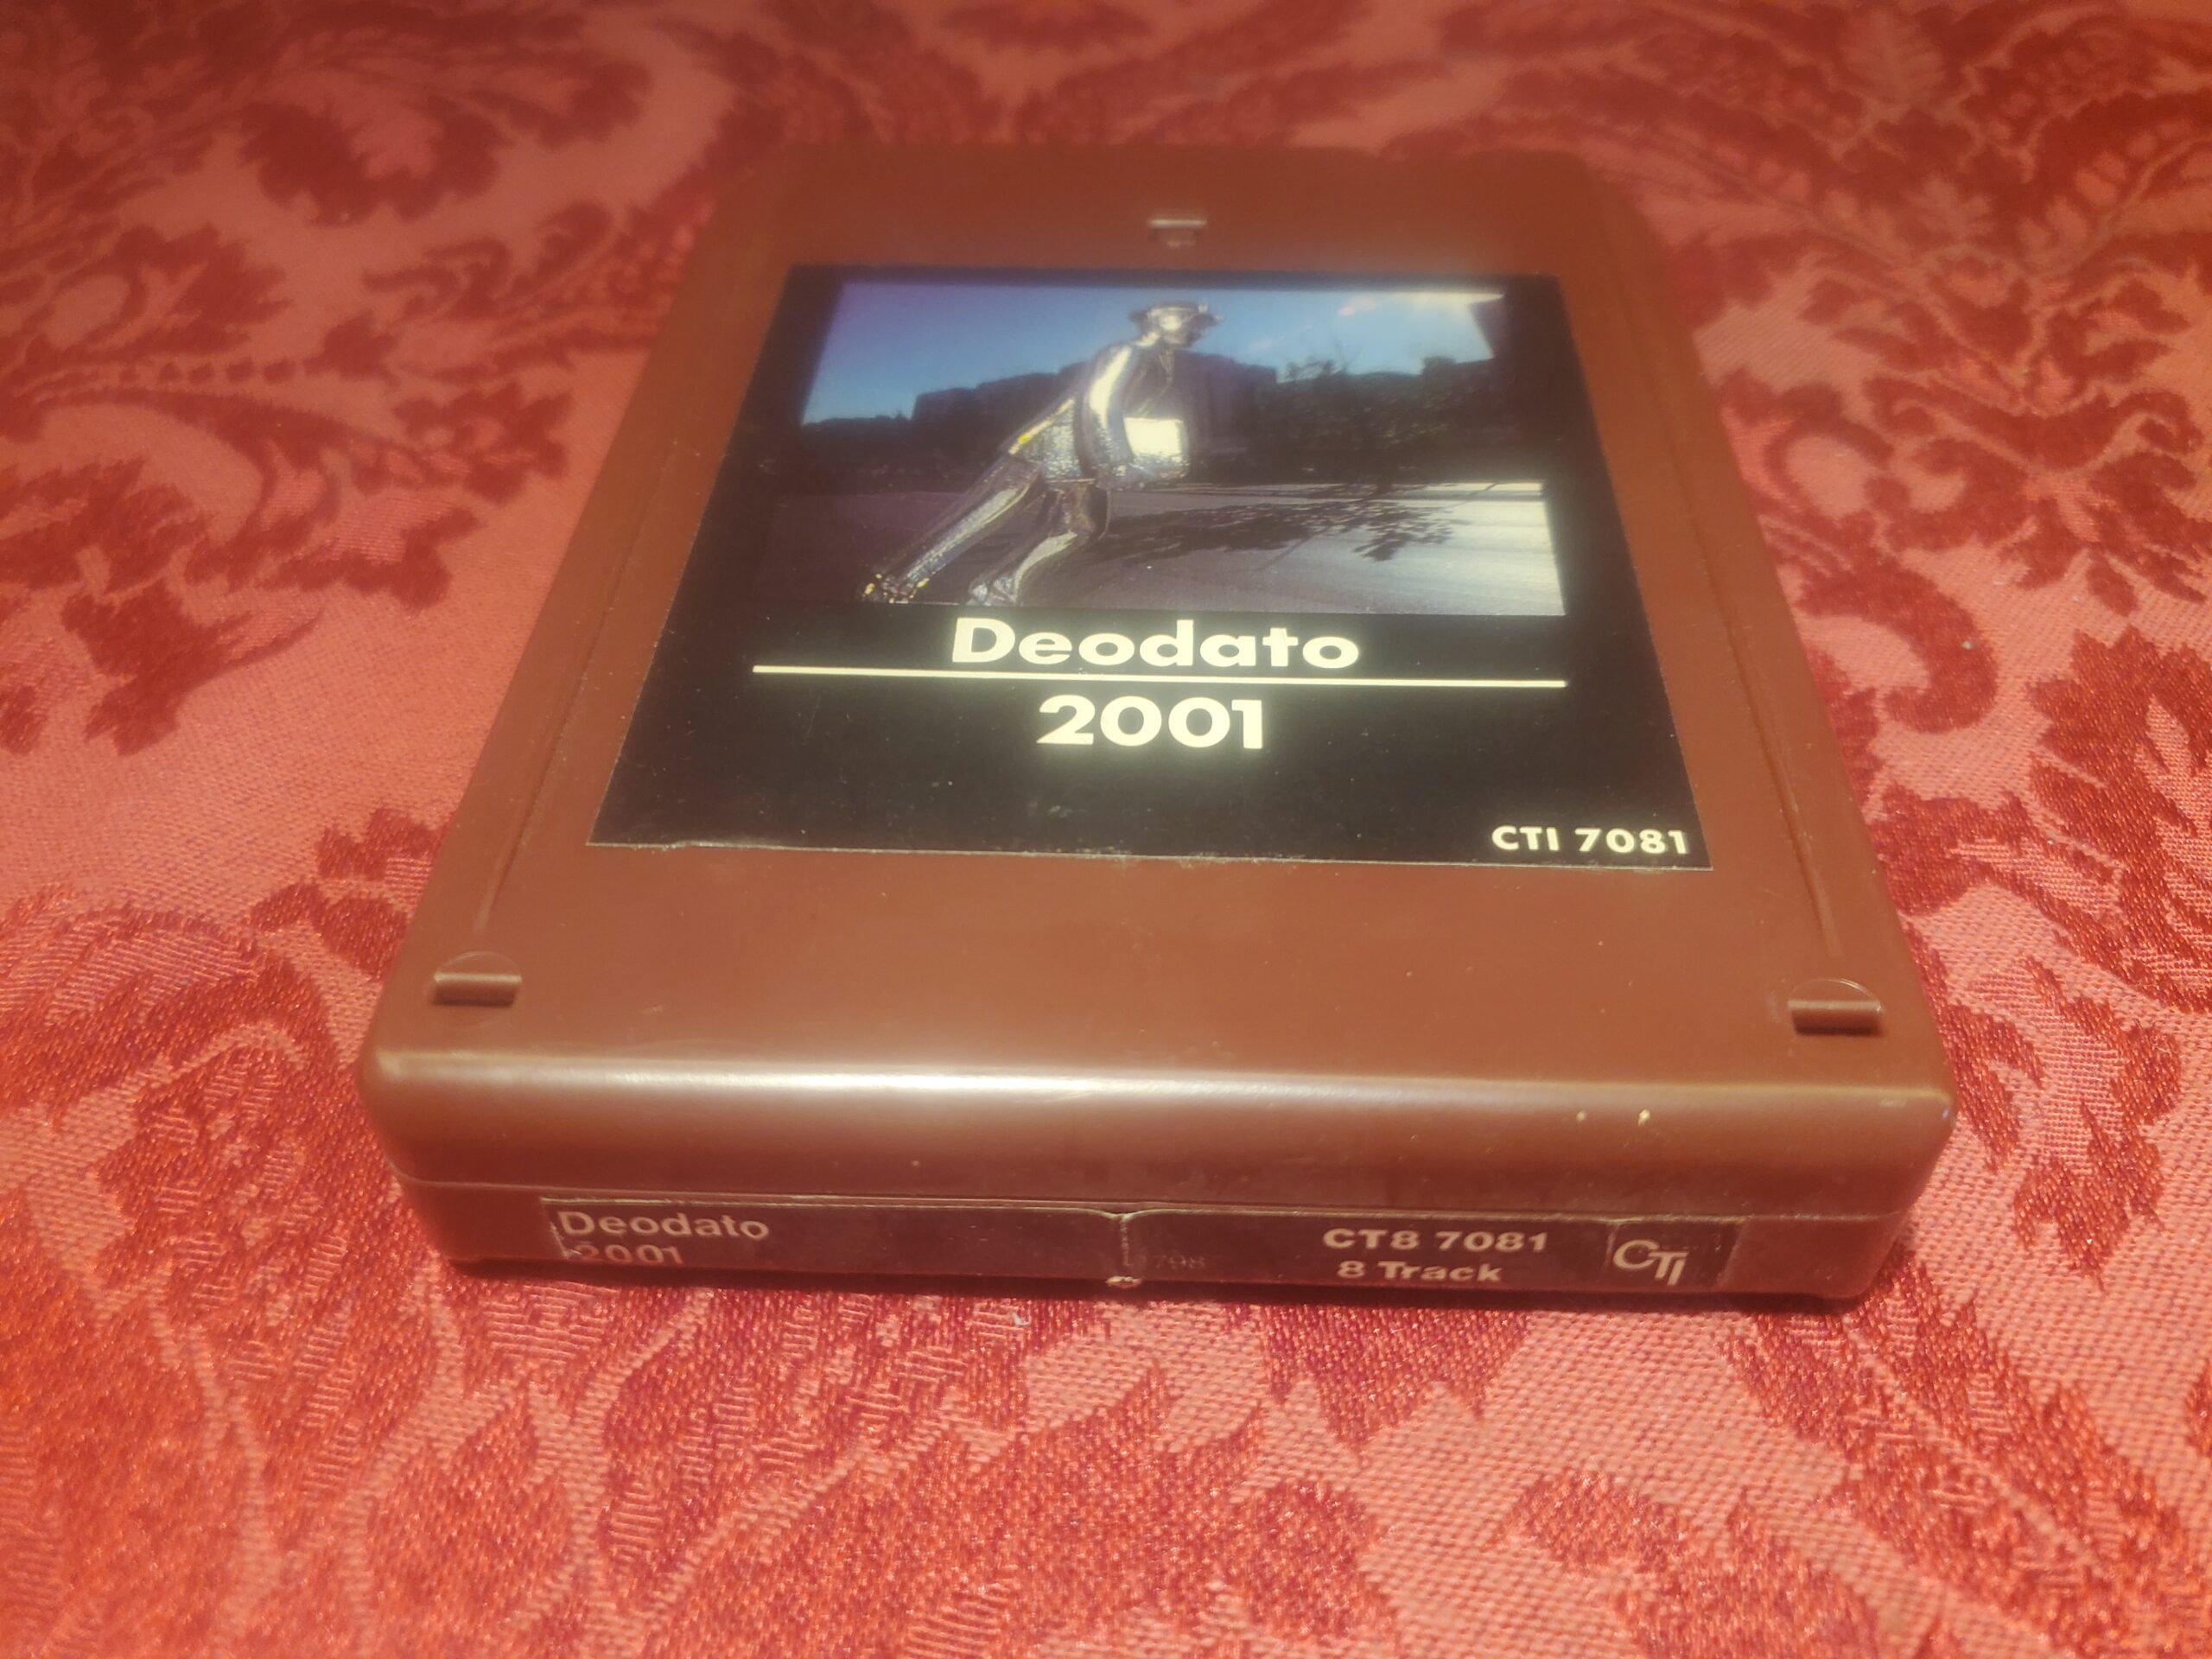 Deodato
2001
CTI 7081
Deodato
2001
CT8 7081
8 Track
CTI